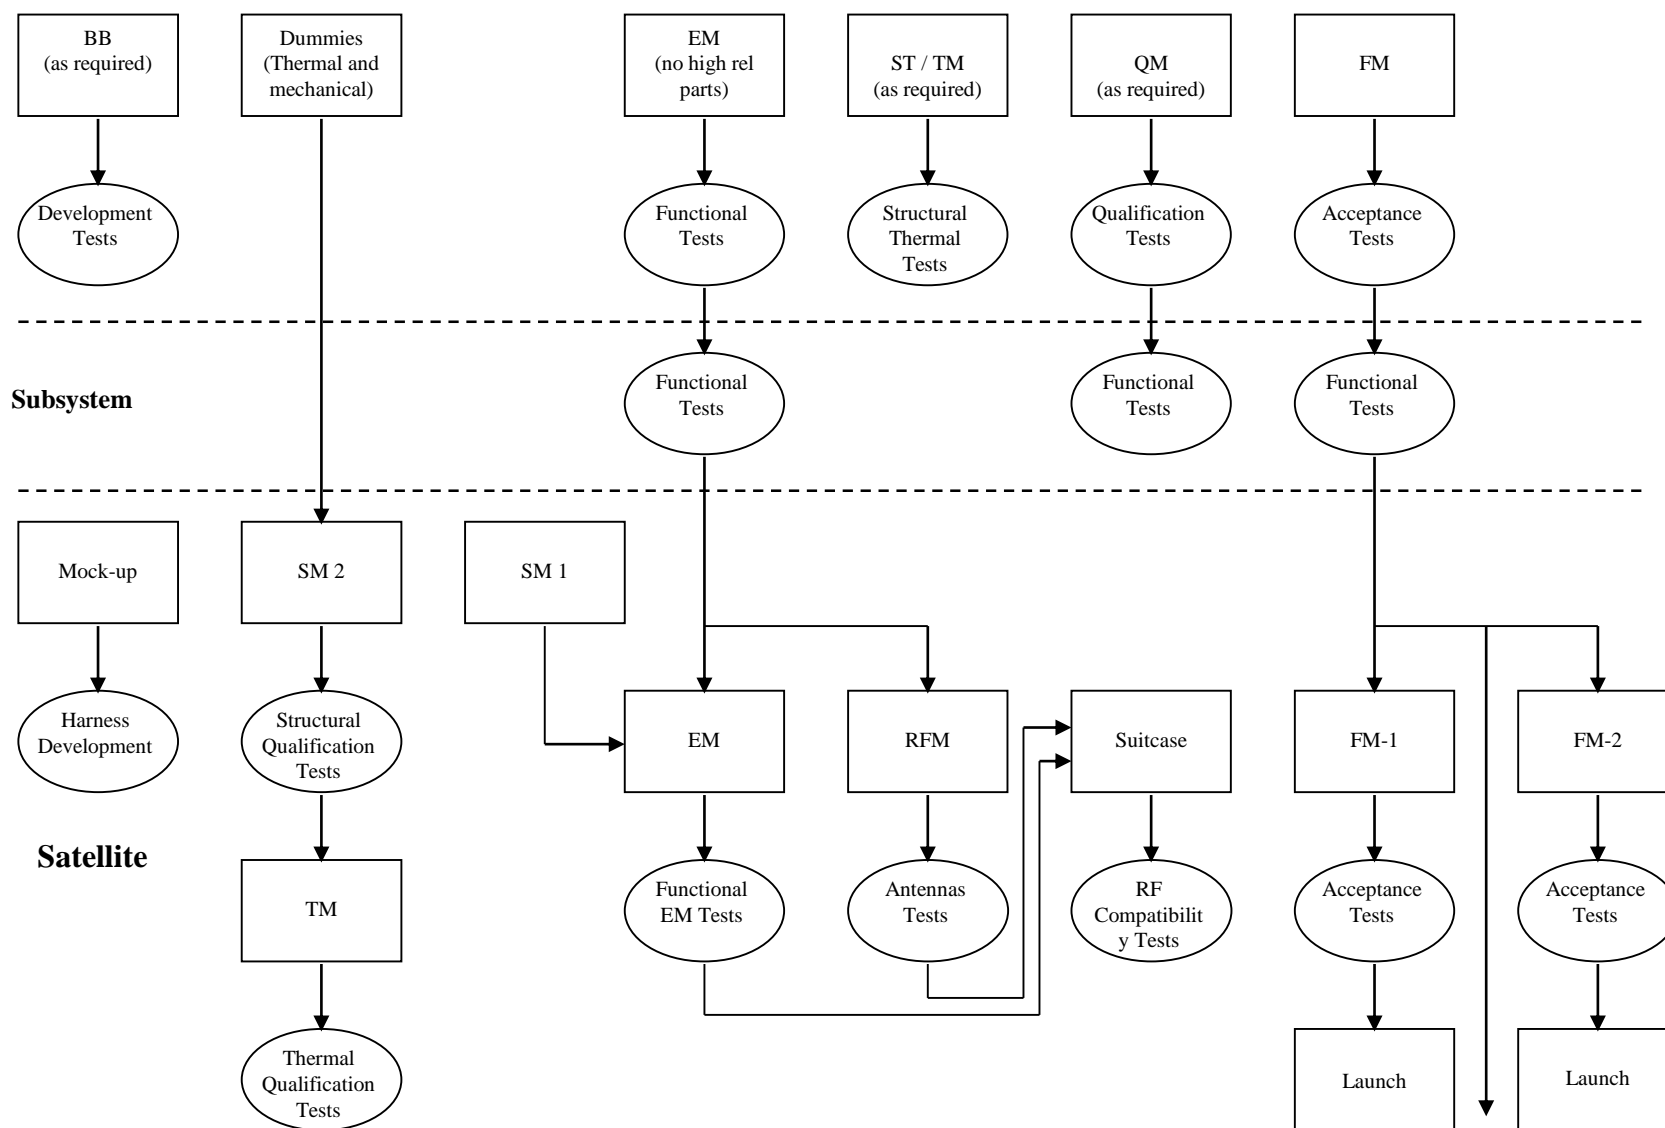 BB
(as required)
Dummies
(Thermal and
mechanical)
EM
(no high rel
parts)
ST / TM
(as required)
QM
(as required)
FM
Development
Tests
Functional
Tests
Structural
Thermal
Tests
Qualification
Tests
Acceptance
Tests
Subsystem
Functional
Tests
Functional
Tests
Functional
Tests
Mock-up
SM 2
SM 1
Harness
Development
Structural
Qualification
Tests
EM
RFM
Suitcase
FM-1
FM-2
Satellite
TM
Functional
EM Tests
Antennas
Tests
RF
Compatibilit
y Tests
Acceptance
Tests
Acceptance
Tests
Thermal
Qualification
Tests
Launch
Launch